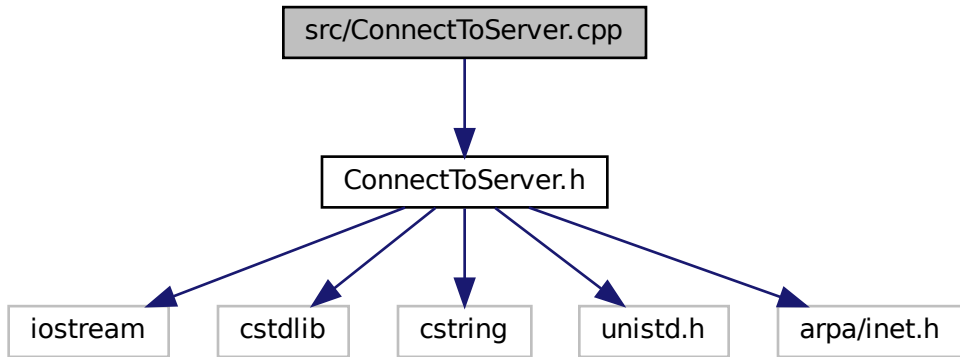 src/ConnectToServer.cpp
ConnectToServer.h
iostream
cstdlib
cstring
unistd.h
arpa/inet.h